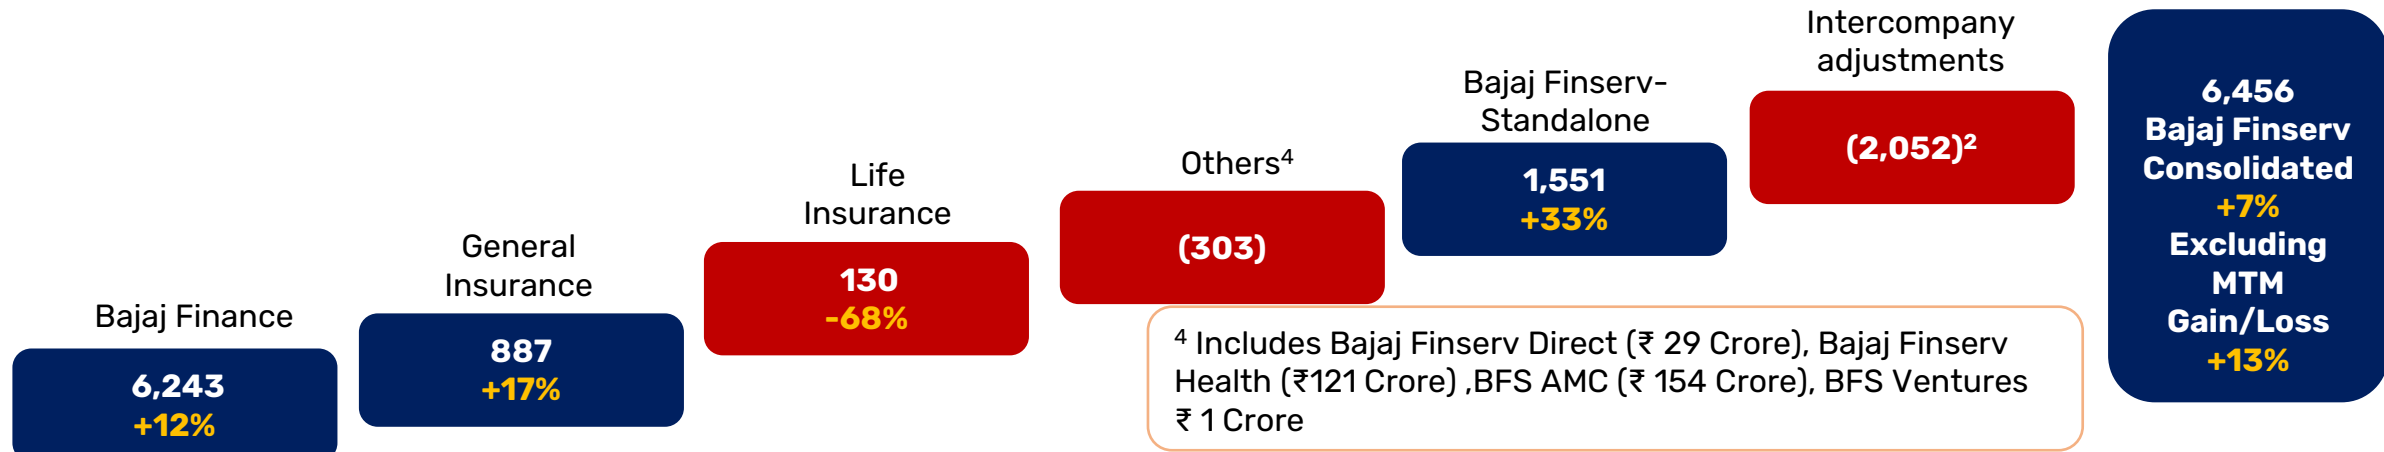 Bajaj Finance
6,243
+12%
General
Insurance
887
+17%
Life
Insurance
130
-68%
Others⁴
(303)
Bajaj Finserv-
Standalone
1,551
+33%
Intercompany
adjustments
(2,052)²
6,456
Bajaj Finserv
Consolidated
+7%
Excluding
MTM
Gain/Loss
+13%
⁴ Includes Bajaj Finserv Direct (₹ 29 Crore), Bajaj Finserv
Health (₹121 Crore) ,BFS AMC (₹ 154 Crore), BFS Ventures
₹ 1 Crore